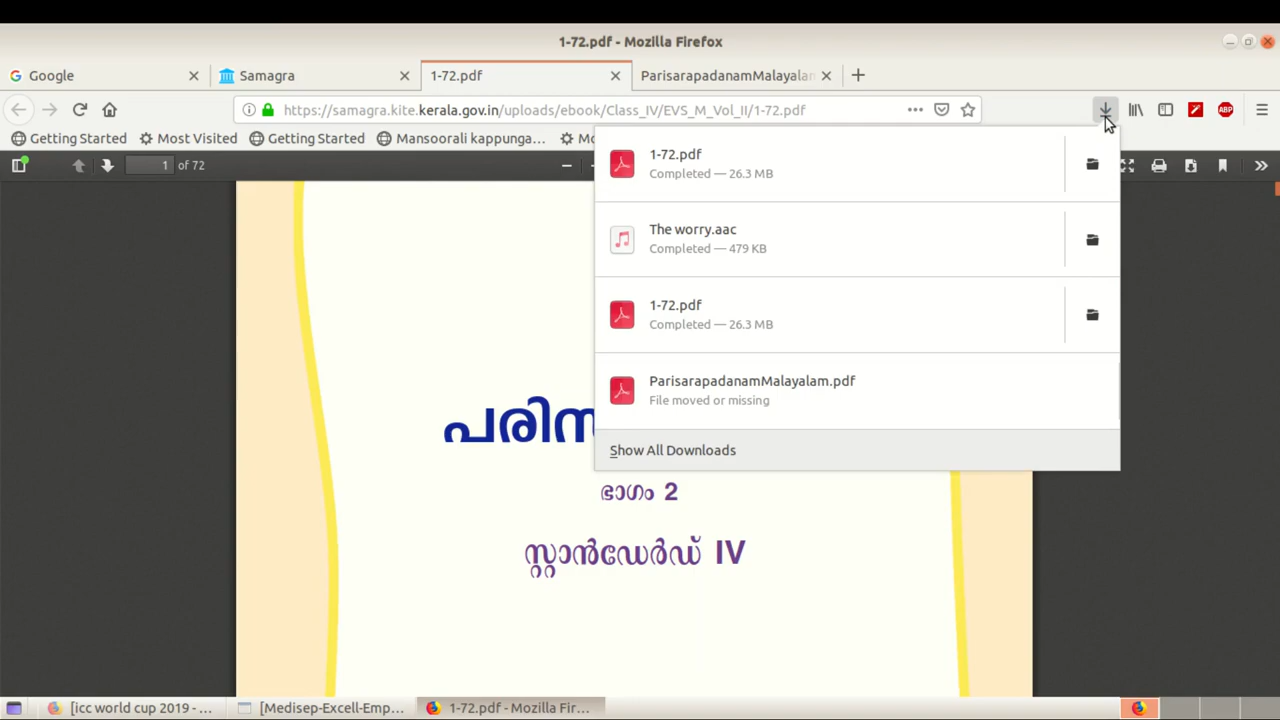 1-72.pdf - Mozilla Firefox
Google
Samagra
1-72.pdf
ParisarapadanamMalayalan
https://samagra.kite.kerala.gov.in/uploads/ebook/Class_IV/EVS_M_Vol_II/1-72.pdf
ABP
Getting Started
Most Visited
Getting Started
Mansoorali kappunga...
1 of 72
1-72.pdf
Completed — 26.3 MB
The worry.aac
Completed — 479 KB
1-72.pdf
Completed — 26.3 MB
ParisarapadanamMalayalam.pdf
File moved or missing
Show All Downloads
ഭാഗം 2
സ്റ്റാൻഡേർഡ് IV
[icc world cup 2019 - ...
[Medisep-Excell-Emp...
1-72.pdf - Mozilla Fir...